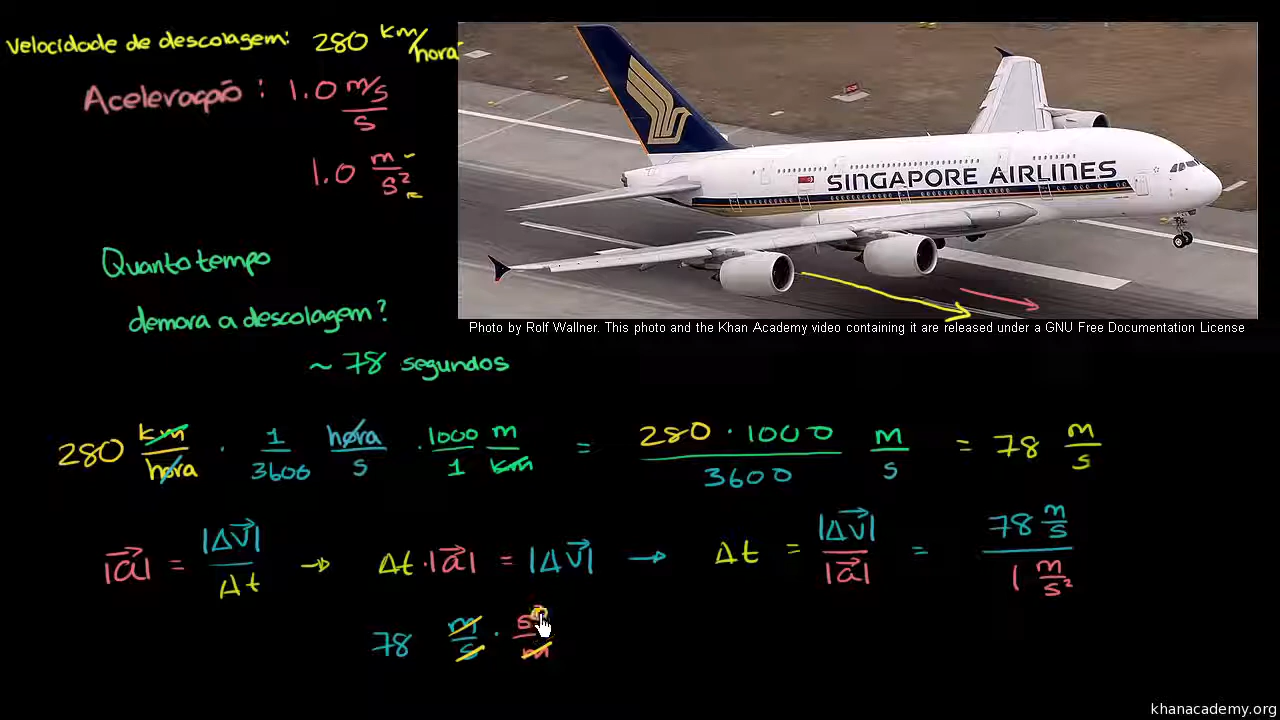 Velocidade de descolagem: 280 km/hora
Aceleração : 1.0 m/s / s
1.0 m / s²
SINGAPORE AIRLINES
Photo by Rolf Wallner. This photo and the Khan Academy video containing it are released under a GNU Free Documentation License
Quanto tempo
demora a descolagem?
~ 78 segundos
280 km/hora · 1/3600 hora/s · 1000/1 m/km = 280 · 1000 / 3600 m/s = 78 m/s
|a⃗| = |Δv⃗| / Δt → Δt · |a⃗| = |Δv⃗| → Δt = |Δv⃗| / |a⃗| = 78 m/s / 1 m/s²
78 m/s · s²/m
khanacademy.org